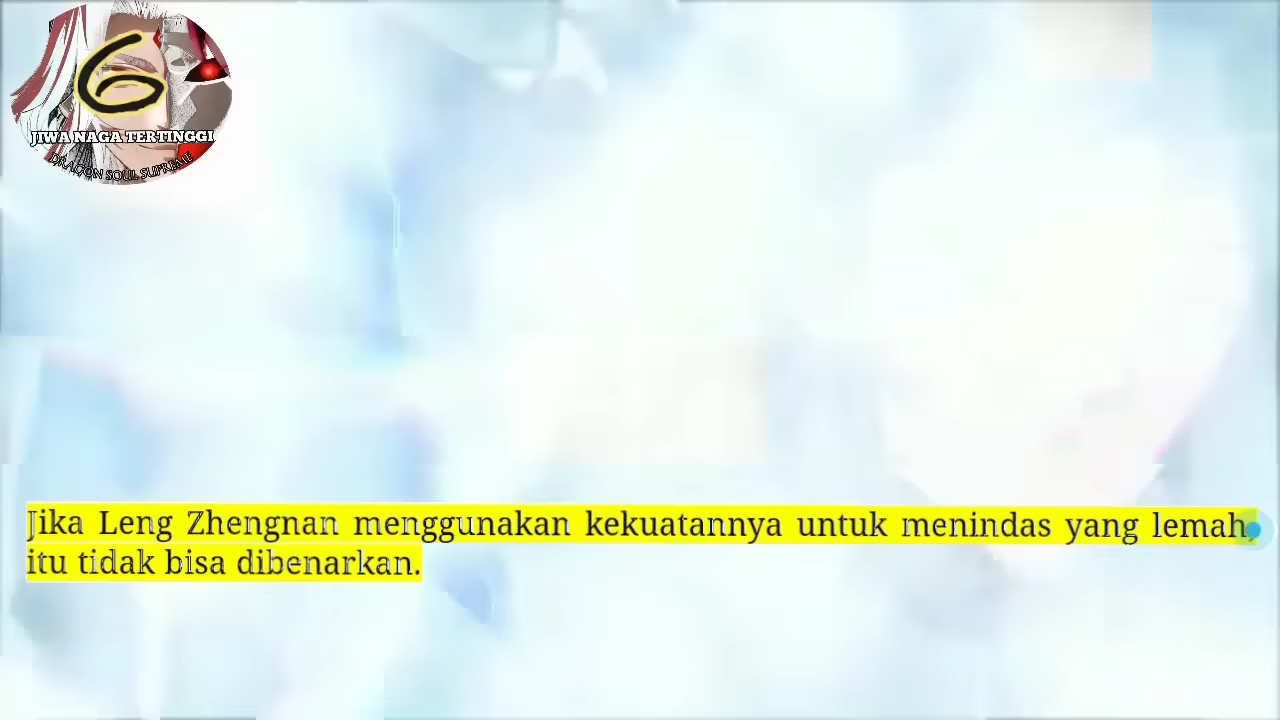 6
JIWA NAGA TERTINGGI
DRAGON SOUL SUPREME
Jika Leng Zhengnan menggunakan kekuatannya untuk menindas yang lemah,
itu tidak bisa dibenarkan.